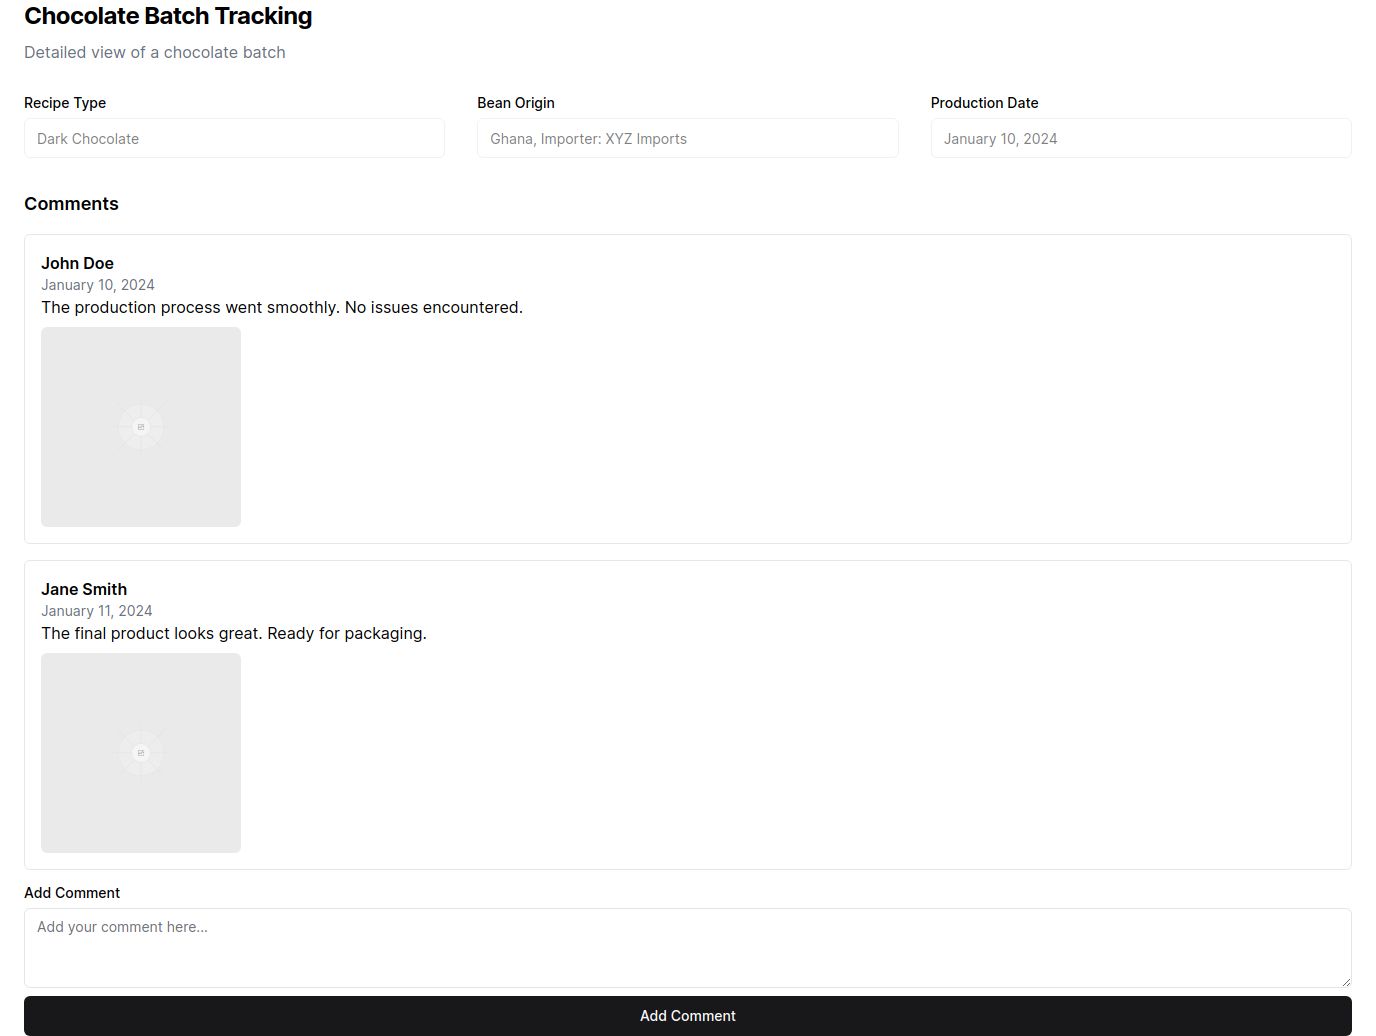 Chocolate Batch Tracking
Detailed view of a chocolate batch
Recipe Type
Dark Chocolate
Bean Origin
Ghana, Importer: XYZ Imports
Production Date
January 10, 2024
Comments
John Doe
January 10, 2024
The production process went smoothly. No issues encountered.
Jane Smith
January 11, 2024
The final product looks great. Ready for packaging.
Add Comment
Add your comment here...
Add Comment